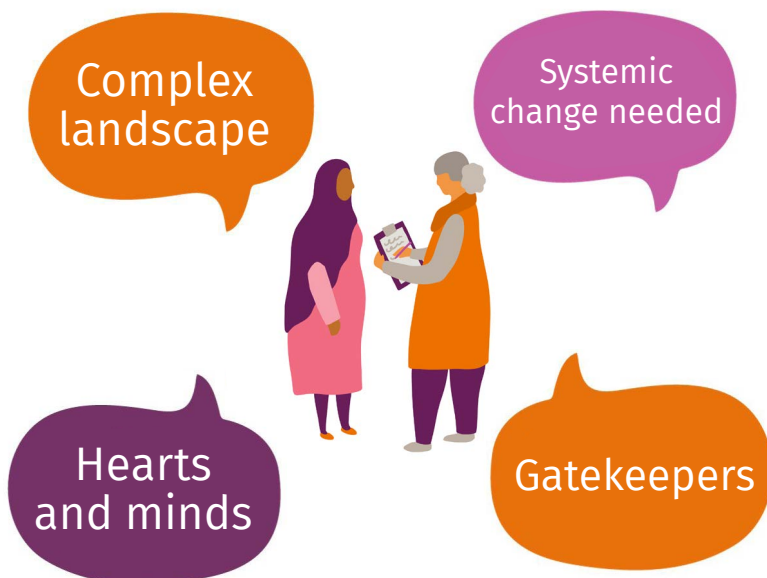 Complex
landscape
Systemic
change needed
Hearts
and minds
Gatekeepers